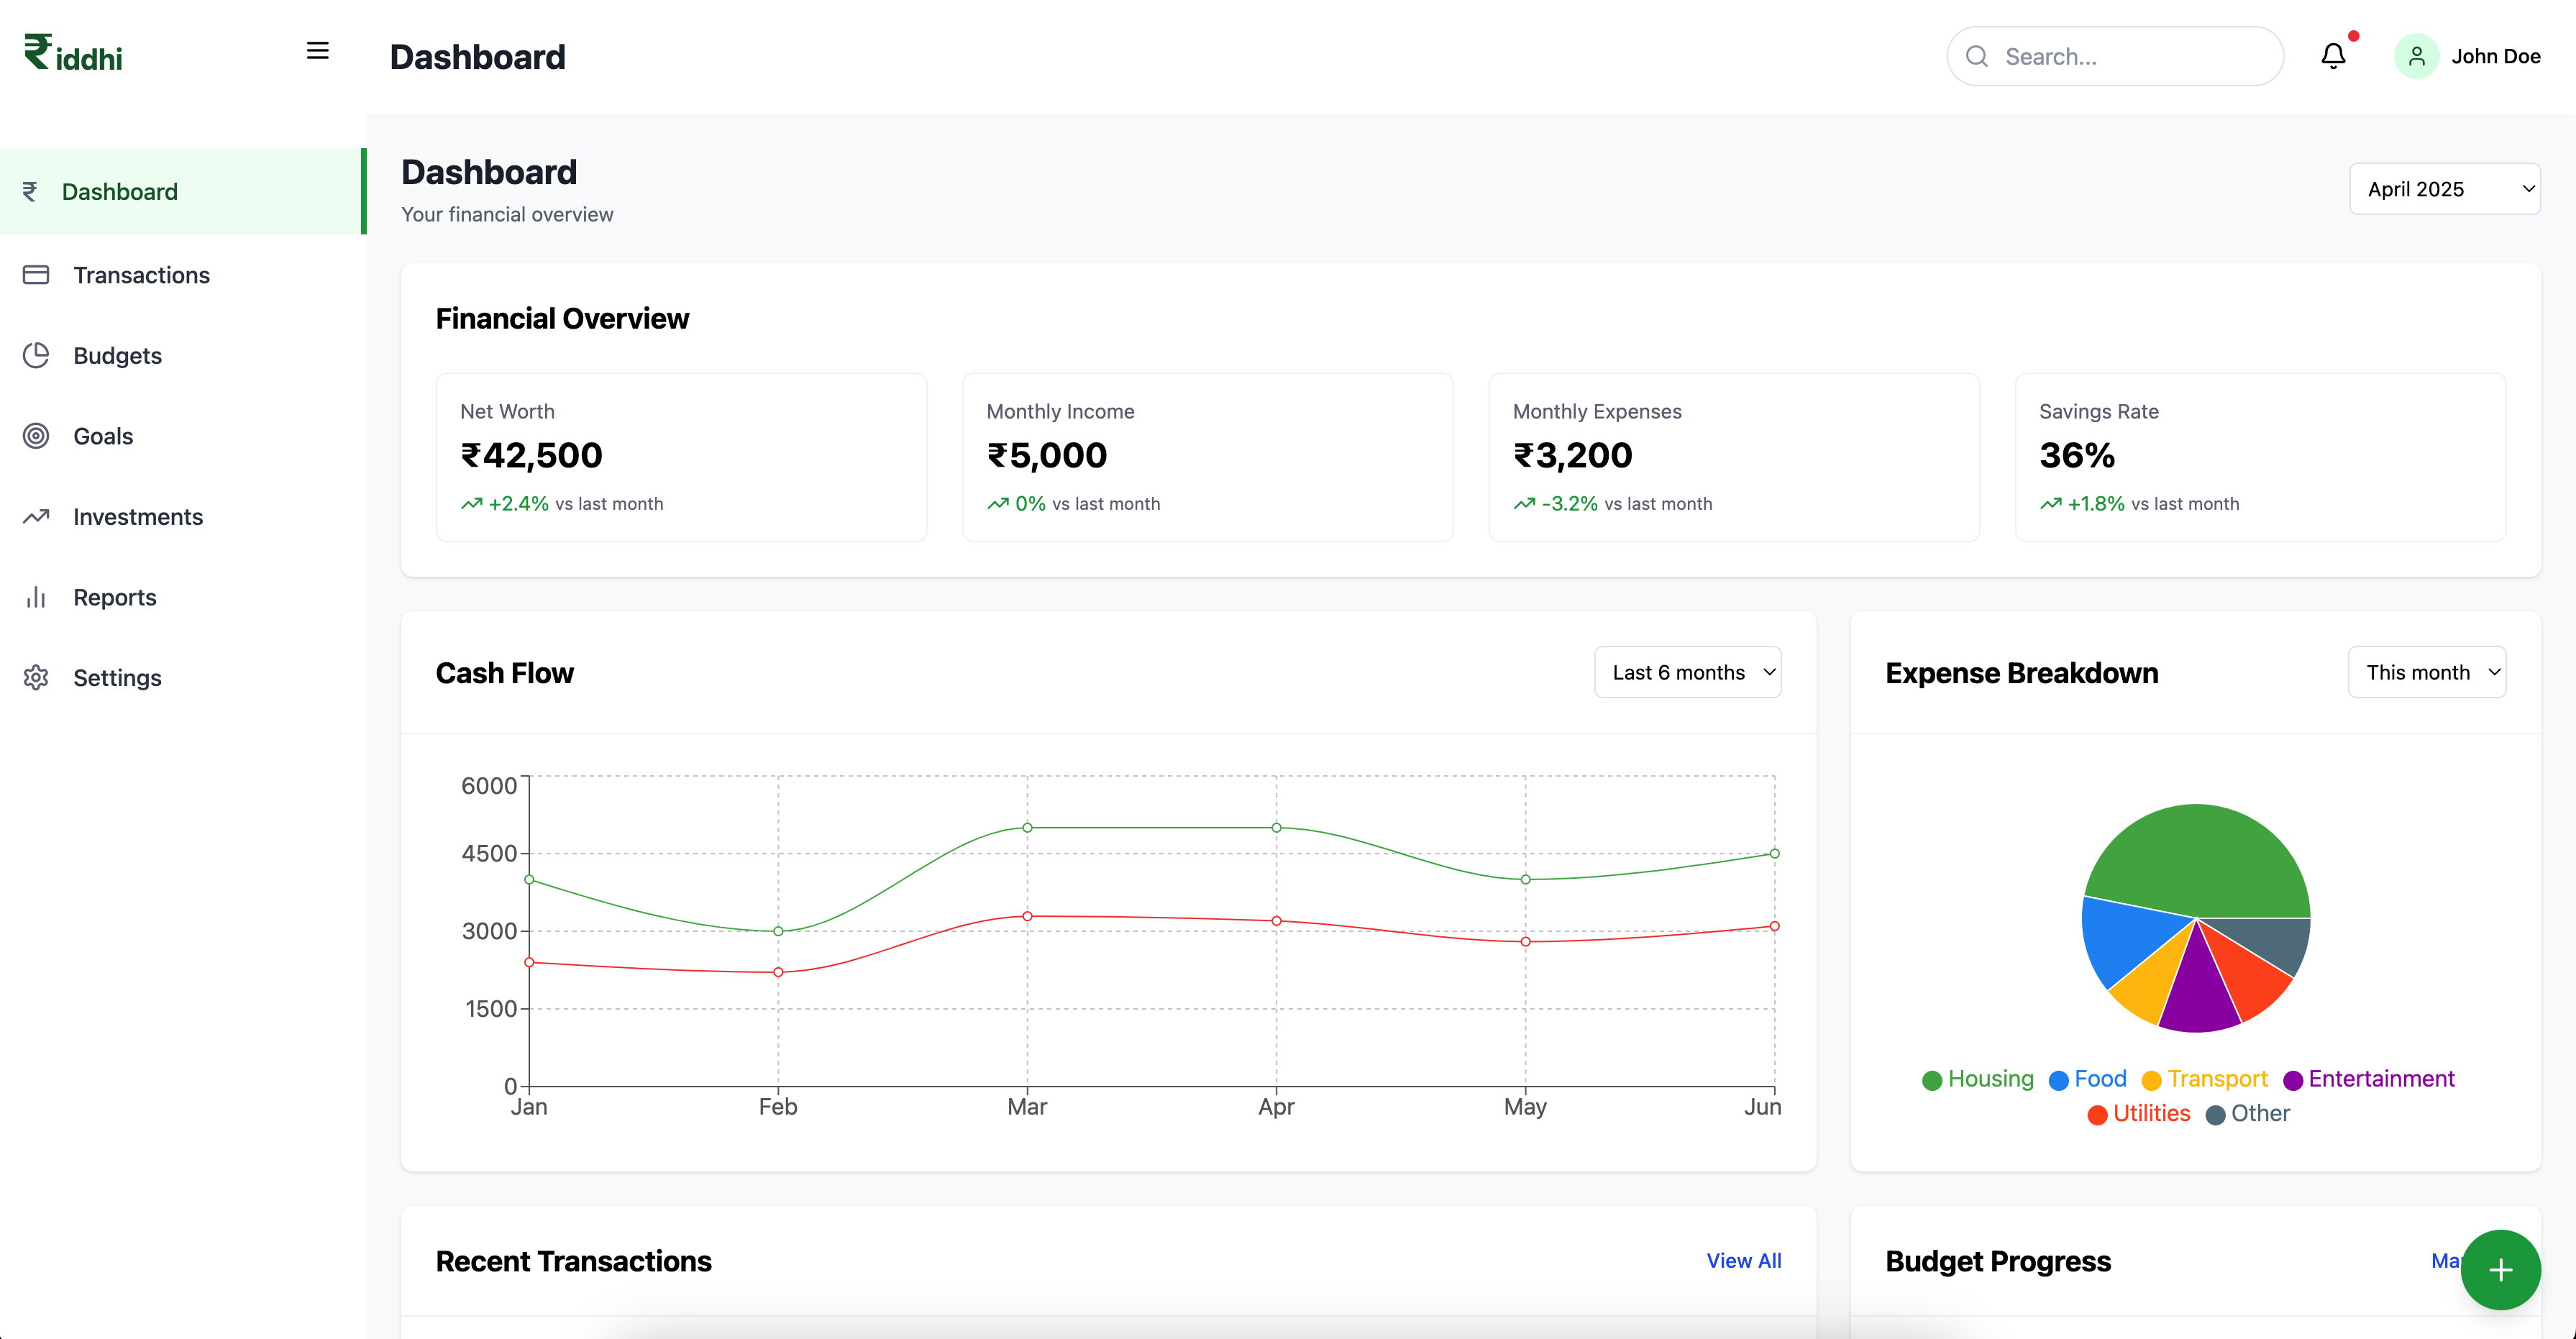 ₹iddhi
Dashboard
Search...
John Doe
Dashboard
Transactions
Budgets
Goals
Investments
Reports
Settings
Dashboard
Your financial overview
April 2025
Financial Overview
Net Worth
₹42,500
+2.4% vs last month
Monthly Income
₹5,000
0% vs last month
Monthly Expenses
₹3,200
-3.2% vs last month
Savings Rate
36%
+1.8% vs last month
Cash Flow
Last 6 months
6000
4500
3000
1500
0
Jan Feb Mar Apr May Jun
Expense Breakdown
This month
Housing Food Transport Entertainment
Utilities Other
Recent Transactions
View All
Budget Progress